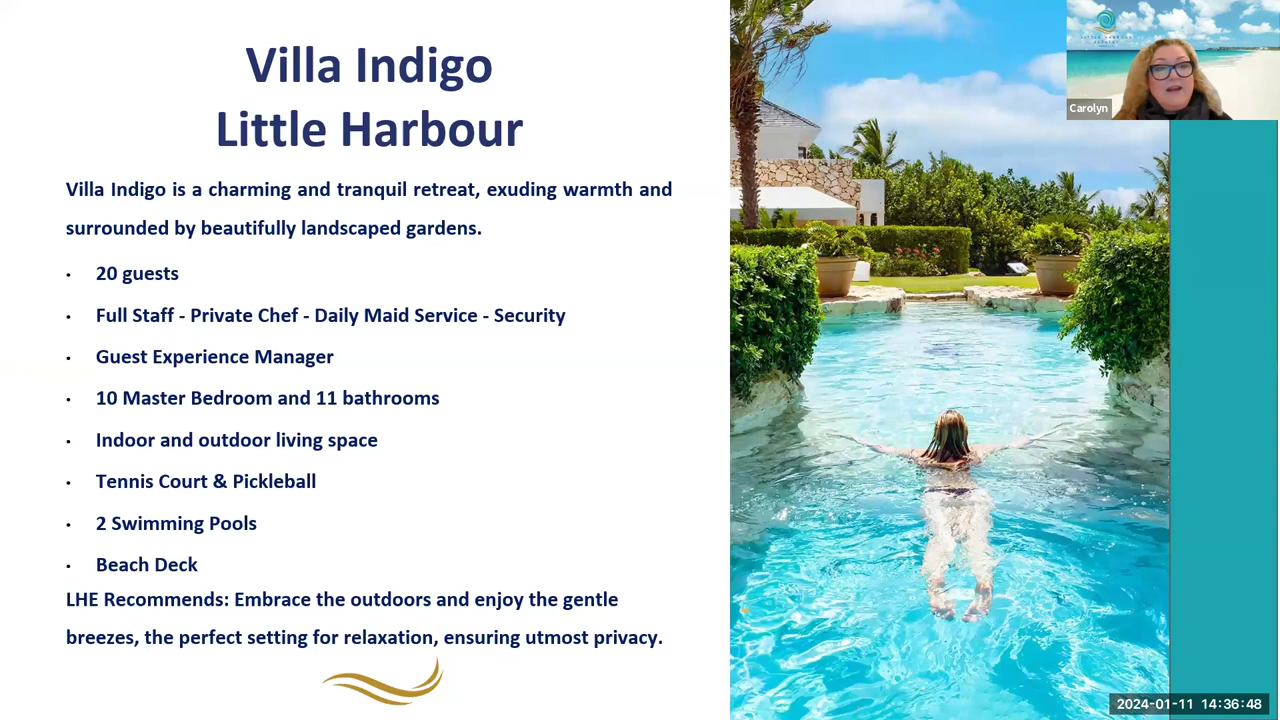 Villa Indigo
Little Harbour
Villa Indigo is a charming and tranquil retreat, exuding warmth and
surrounded by beautifully landscaped gardens.
• 20 guests
• Full Staff - Private Chef - Daily Maid Service - Security
• Guest Experience Manager
• 10 Master Bedroom and 11 bathrooms
• Indoor and outdoor living space
• Tennis Court & Pickleball
• 2 Swimming Pools
• Beach Deck
LHE Recommends: Embrace the outdoors and enjoy the gentle
breezes, the perfect setting for relaxation, ensuring utmost privacy.
Carolyn
2024-01-11 14:36:48